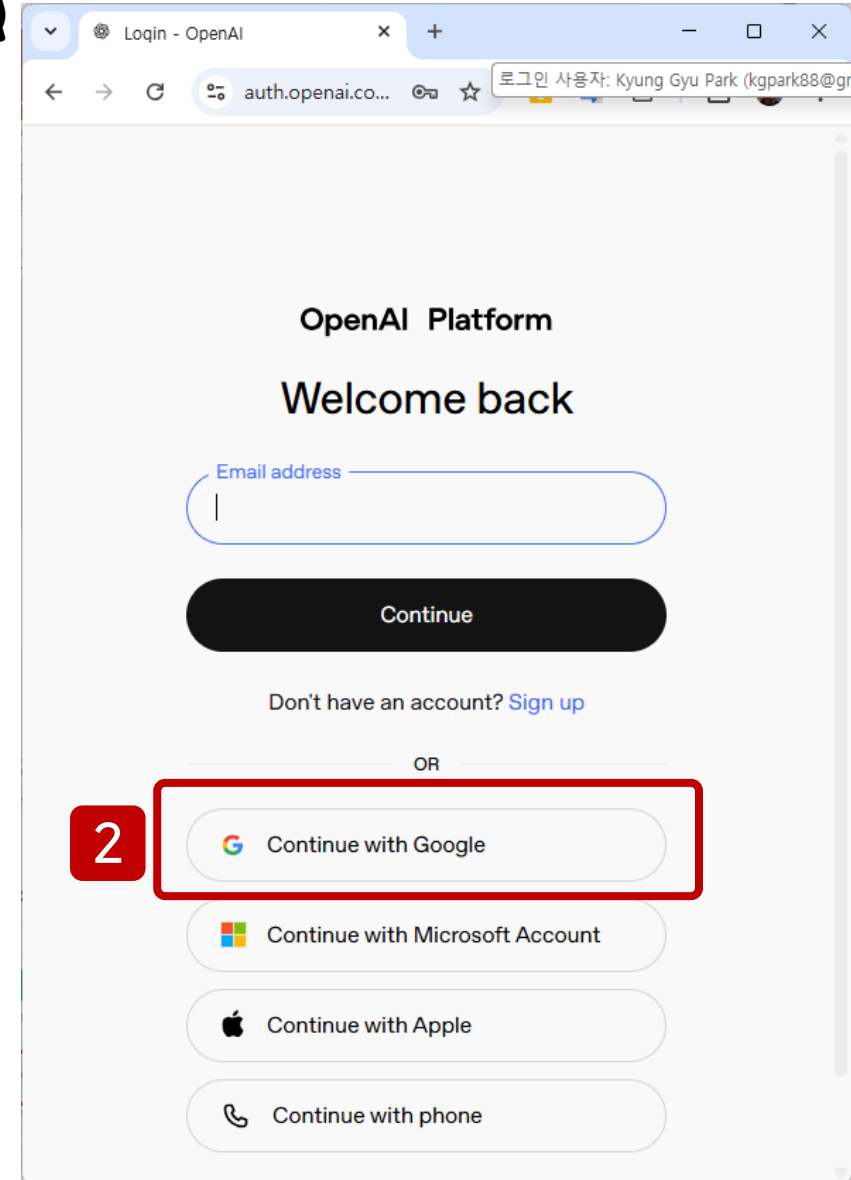 Login - OpenAI
auth.openai.co...
로그인 사용자: Kyung Gyu Park (kgpark88@gm
OpenAI Platform
Welcome back
Email address
Continue
Don't have an account? Sign up
OR
2
Continue with Google
Continue with Microsoft Account
Continue with Apple
Continue with phone